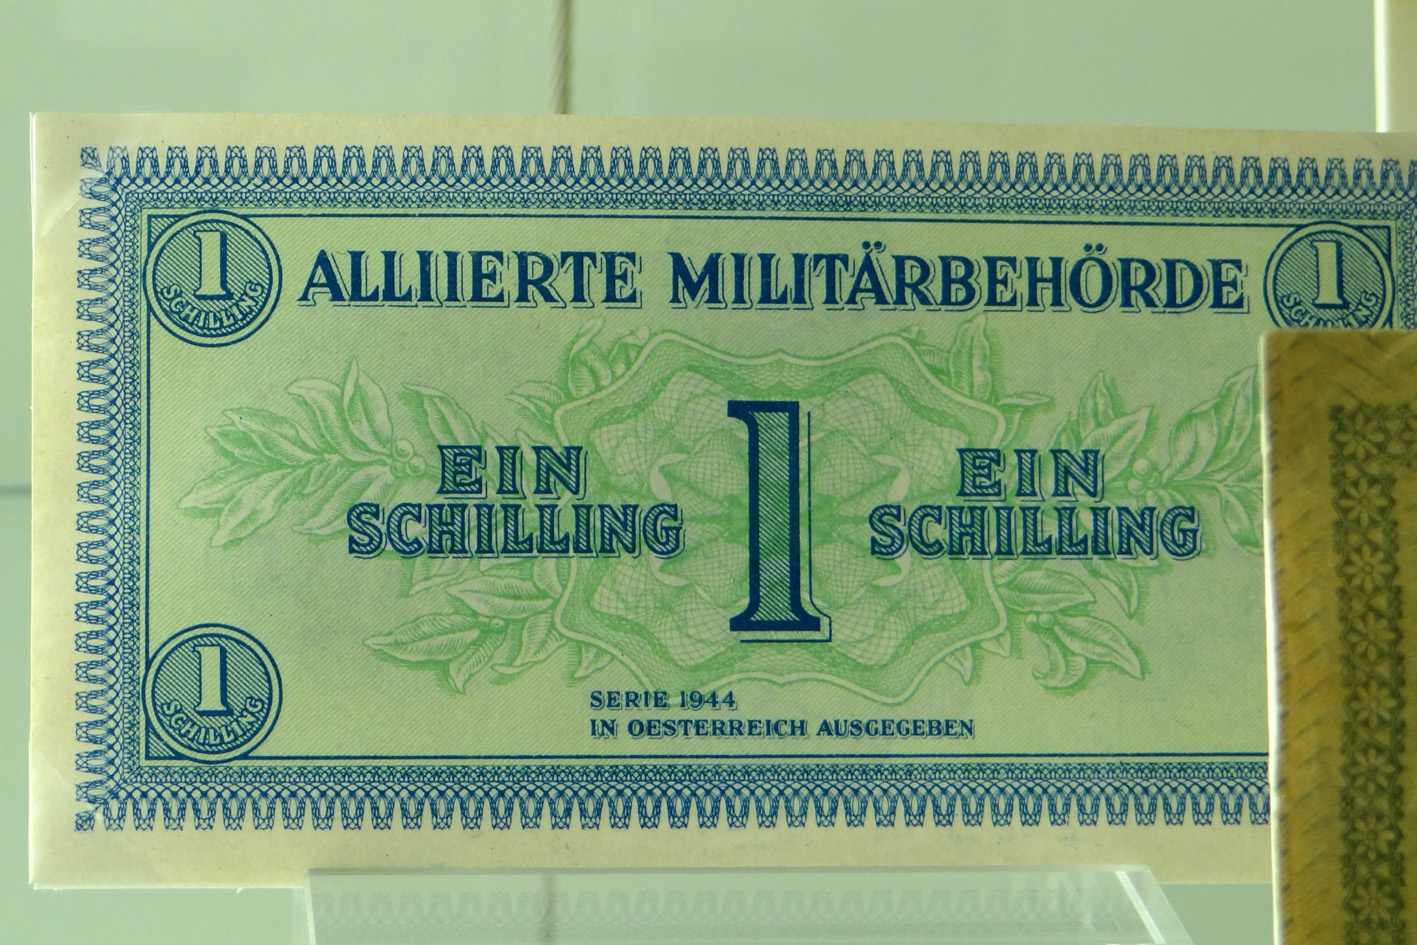 1
SCHILLING
ALLIIERTE MILITÄRBEHÖRDE
1
SCHILLING
EIN
SCHILLING
1
EIN
SCHILLING
1
SCHILLING
SERIE 1944
IN OESTERREICH AUSGEGEBEN